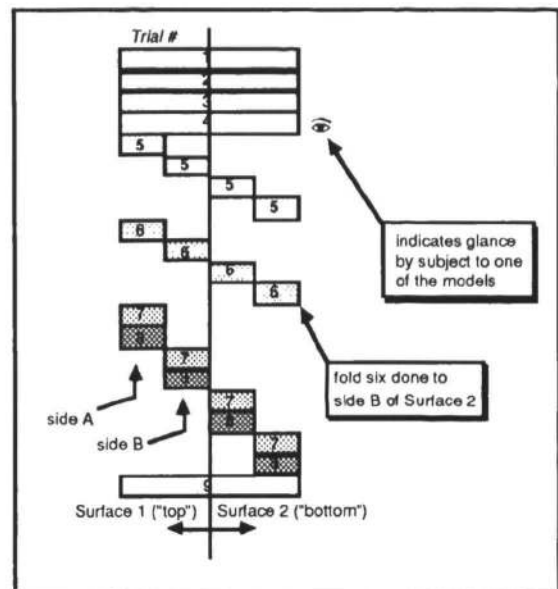 Trial #
1
2
3
4
5
5
5
5
indicates glance
by subject to one
of the models
6
6
6
6
7
7
fold six done to
side B of Surface 2
side A
side B
7
8
7
9
Surface 1 ("top") Surface 2 ("bottom")